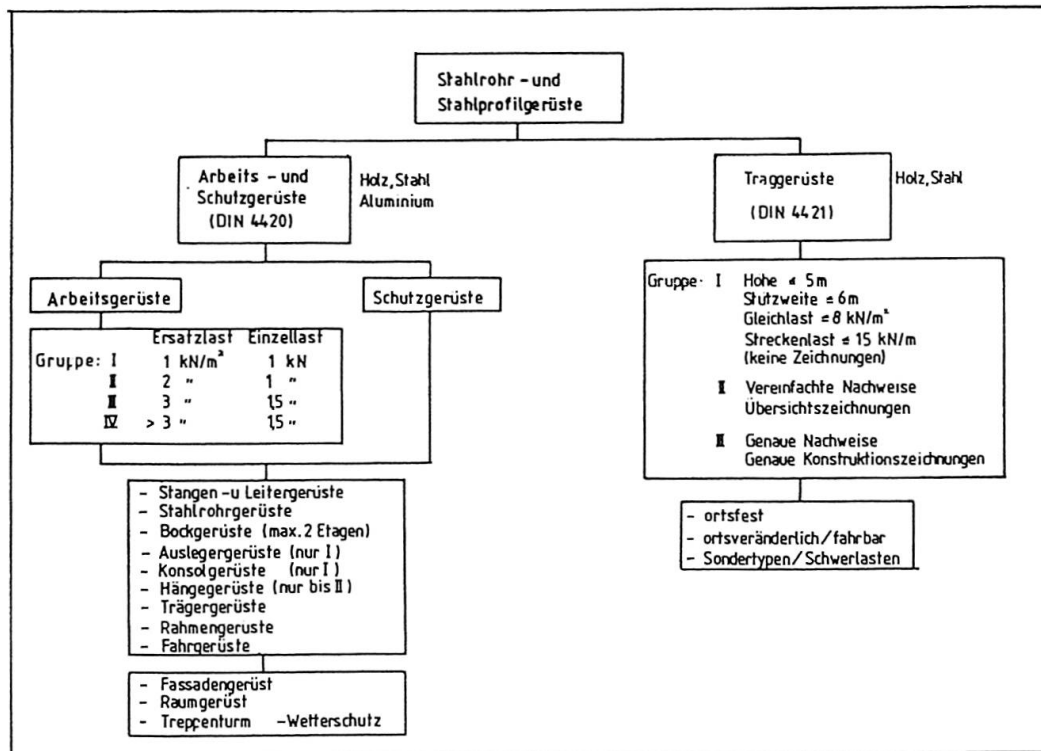 Stahlrohr - und
Stahlprofilgerüste
Arbeits - und
Schutzgerüste
(DIN 4420)
Holz, Stahl
Aluminium
Traggerüste
(DIN 4421)
Holz, Stahl
Arbeitsgerüste
Schutzgerüste
Ersatzlast Einzellast
Gruppe: I 1 kN/m² 1 kN
II 2 " 1 "
III 3 " 1,5 "
IV > 3 " 1,5 "
Gruppe: I Höhe ≤ 5m
Stützweite ≤ 6m
Gleichlast ≤ 8 kN/m²
Streckenlast ≤ 15 kN/m
(keine Zeichnungen)
II Vereinfachte Nachweise
Übersichtszeichnungen
III Genaue Nachweise
Genaue Konstruktionszeichnungen
- Stangen - u Leitergerüste
- Stahlrohrgerüste
- Bockgerüste (max. 2 Etagen)
- Auslegergerüste (nur I)
- Konsolgerüste (nur I)
- Hängegerüste (nur bis II)
- Trägergerüste
- Rahmengerüste
- Fahrgerüste
- ortsfest
- ortsveränderlich / fahrbar
- Sondertypen / Schwerlasten
- Fassadengerüst
- Raumgerüst
- Treppenturm - Wetterschutz